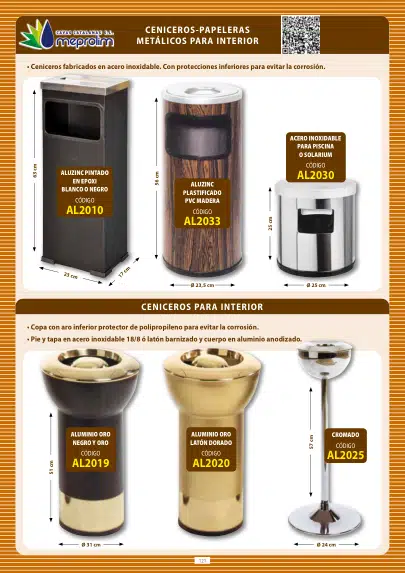 CAPAS CATALANAS S.L.
meprolim
CENICEROS-PAPELERAS
METÁLICOS PARA INTERIOR
• Ceniceros fabricados en acero inoxidable. Con protecciones inferiores para evitar la corrosión.
63 cm
ALUZINC PINTADO
EN EPOXI
BLANCO O NEGRO
CÓDIGO
AL2010
25 cm
17 cm
56 cm
ALUZINC
PLASTIFICADO
PVC MADERA
CÓDIGO
AL2033
Ø 23,5 cm
ACERO INOXIDABLE
PARA PISCINA
O SOLARIUM
CÓDIGO
AL2030
25 cm
Ø 25 cm
CENICEROS PARA INTERIOR
• Copa con aro inferior protector de polipropileno para evitar la corrosión.
• Pie y tapa en acero inoxidable 18/8 ó latón barnizado y cuerpo en aluminio anodizado.
51 cm
ALUMINIO ORO
NEGRO Y ORO
CÓDIGO
AL2019
Ø 31 cm
ALUMINIO ORO
LATÓN DORADO
CÓDIGO
AL2020
57 cm
CROMADO
CÓDIGO
AL2025
Ø 24 cm